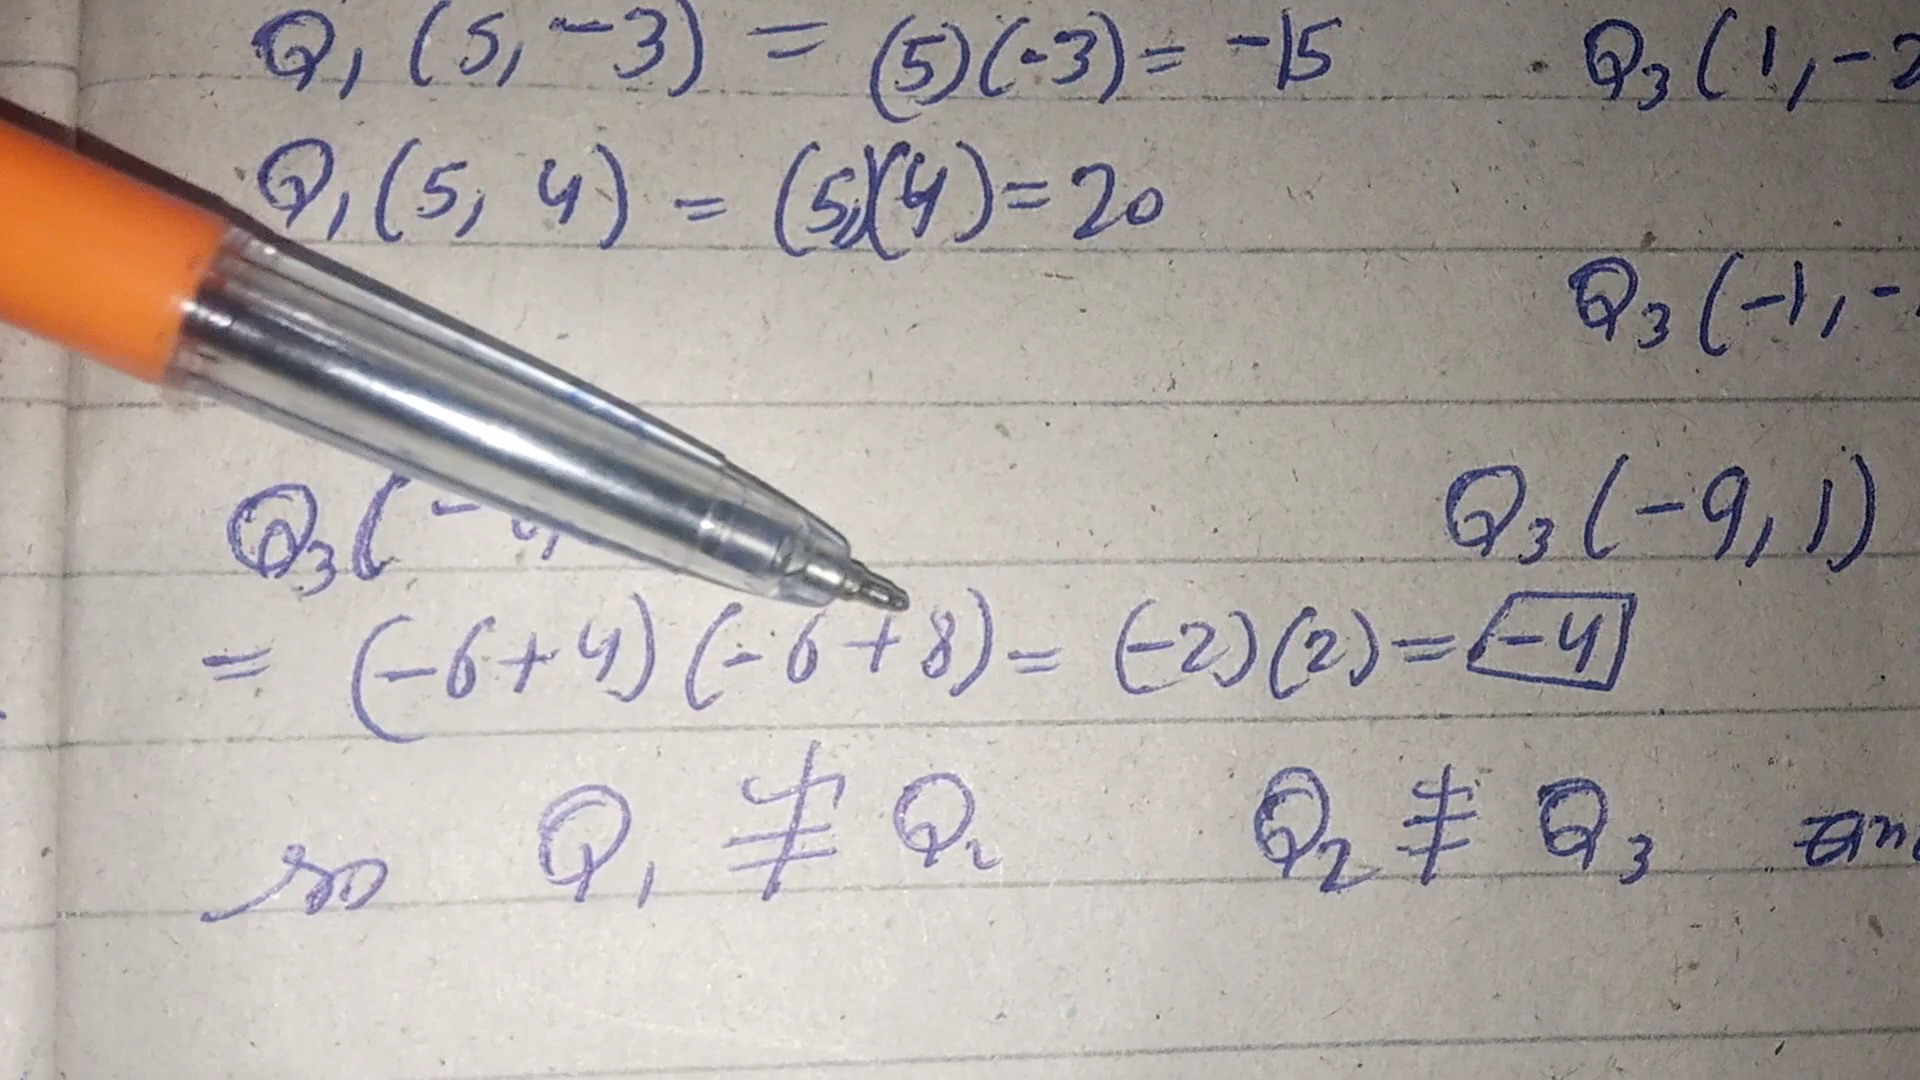 Q₁ (5, -3) = (5)(-3) = -15 Q₃ (1, -2
Q₁ (5, 4) = (5)(4) = 20
Q₃ (-1, -
Q₃ ( - Q₃ (-9, 1)
= (-6+4) (-6+8) = (-2) (2) = -4
so Q₁ ≠ Q₂ Q₂ ≠ Q₃